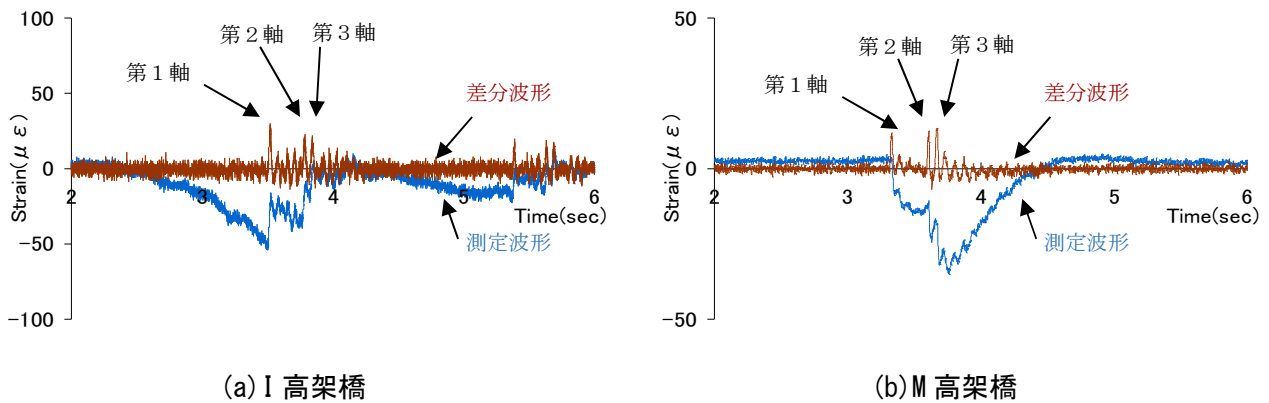 100
50
0
-50
-100
Strain(με)
2
3
4
5
6
Time(sec)
第1軸
第2軸
第3軸
差分波形
測定波形
(a)I 高架橋
50
0
-50
Strain(με)
2
3
4
5
6
Time(sec)
第1軸
第2軸
第3軸
差分波形
測定波形
(b)M 高架橋